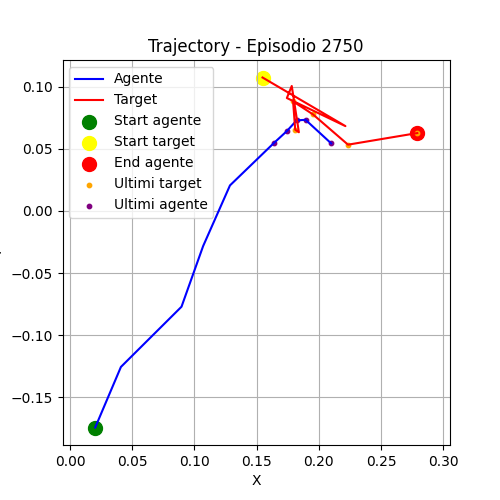 Trajectory - Episodio 2750
Agente
Target
Start agente
Start target
End agente
Ultimi target
Ultimi agente
0.10
0.05
0.00
−0.05
−0.10
−0.15
0.00 0.05 0.10 0.15 0.20 0.25 0.30
X